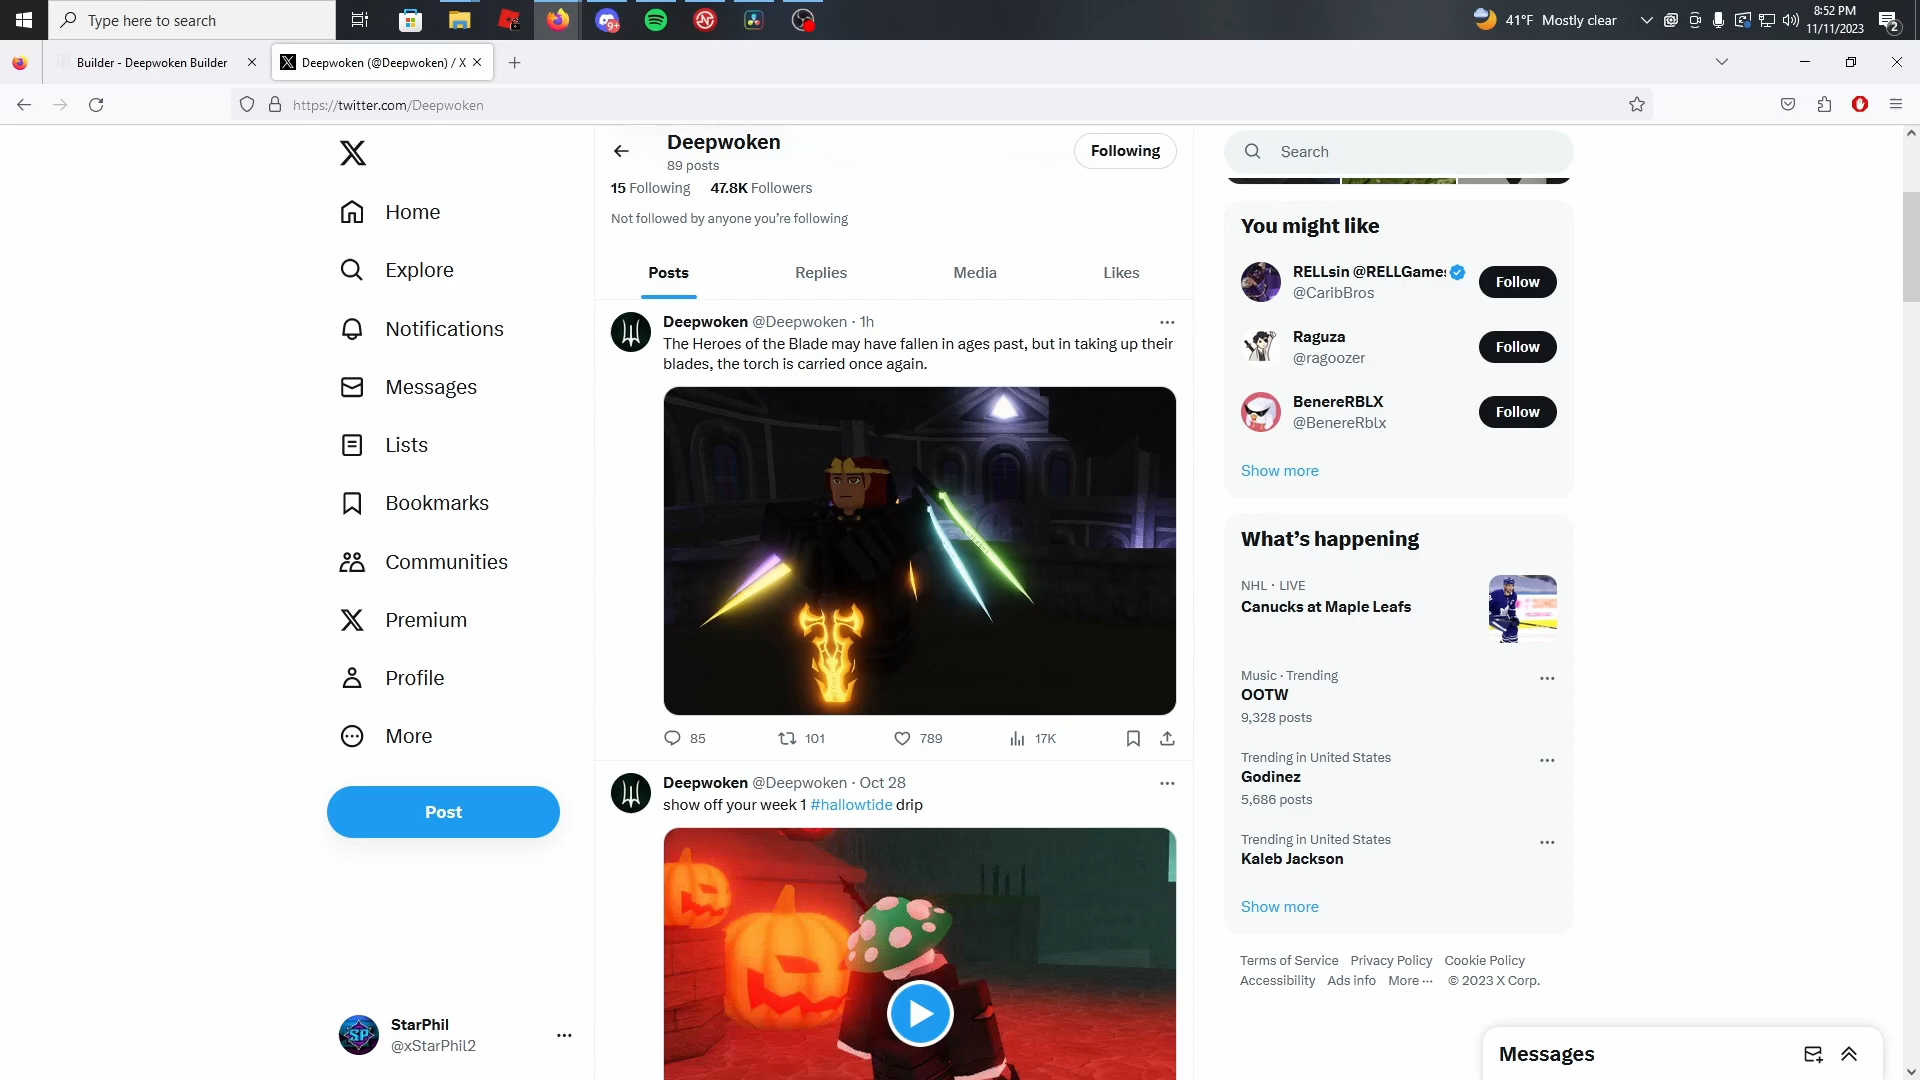 Type here to search
9+
41°F Mostly clear
8:52 PM
11/11/2023
2
Builder - Deepwoken Builder
Deepwoken (@Deepwoken) / X
https://twitter.com/Deepwoken
Home
Explore
Notifications
Messages
Lists
Bookmarks
Communities
Premium
Profile
More
Post
StarPhil
@xStarPhil2
Deepwoken
89 posts
Following
15 Following 47.8K Followers
Not followed by anyone you’re following
Posts Replies Media Likes
Deepwoken @Deepwoken · 1h
The Heroes of the Blade may have fallen in ages past, but in taking up their
blades, the torch is carried once again.
85 101 789 17K
Deepwoken @Deepwoken · Oct 28
show off your week 1 #hallowtide drip
Search
You might like
RELLsin @RELLGames
@CaribBros
Follow
Raguza
@ragoozer
Follow
BenereRBLX
@BenereRblx
Follow
Show more
What’s happening
NHL · LIVE
Canucks at Maple Leafs
Music · Trending
OOTW
9,328 posts
Trending in United States
Godinez
5,686 posts
Trending in United States
Kaleb Jackson
Show more
Terms of Service Privacy Policy Cookie Policy
Accessibility Ads info More ··· © 2023 X Corp.
Messages